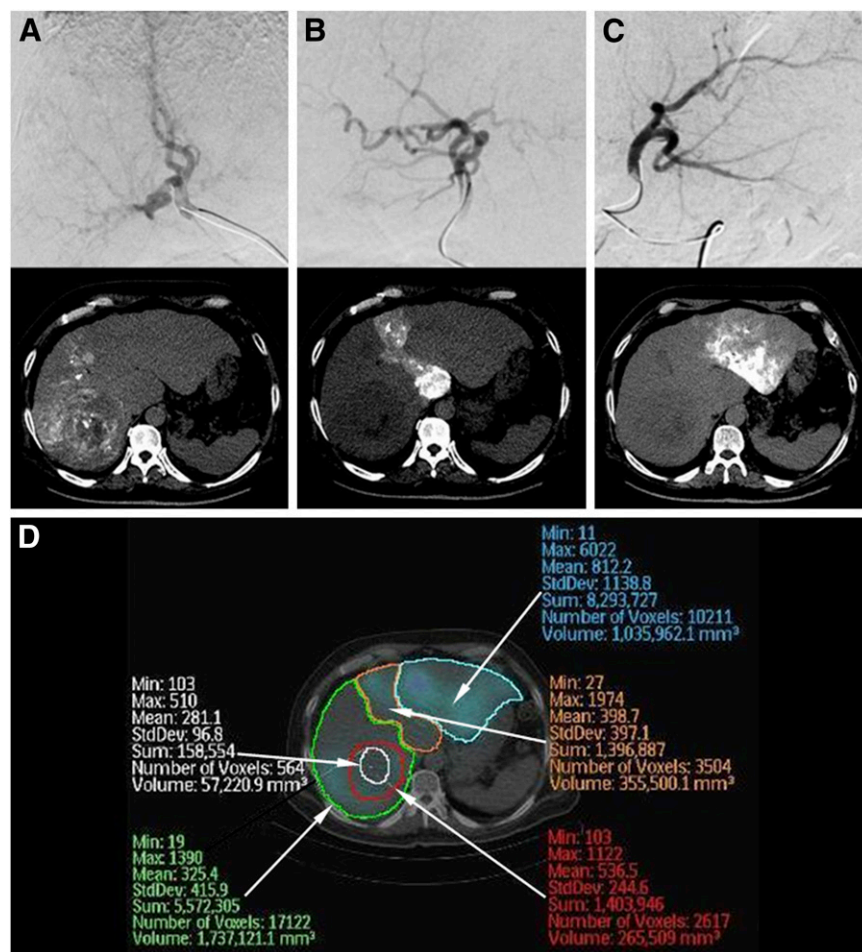 A
B
C
D
Min: 11
Max: 6022
Mean: 812.2
StdDev: 1138.8
Sum: 8,293,727
Number of Voxels: 10211
Volume: 1,035,962.1 mm³
Min: 103
Max: 510
Mean: 281.1
StdDev: 96.8
Sum: 158,554
Number of Voxels: 564
Volume: 57,220.9 mm³
Min: 27
Max: 1974
Mean: 398.7
StdDev: 397.1
Sum: 1,396,887
Number of Voxels: 3504
Volume: 355,500.1 mm³
Min: 19
Max: 1390
Mean: 325.4
StdDev: 415.9
Sum: 5,572,305
Number of Voxels: 17122
Volume: 1,737,121.1 mm³
Min: 103
Max: 1122
Mean: 536.5
StdDev: 244.6
Sum: 1,403,946
Number of Voxels: 2617
Volume: 265,509 mm³